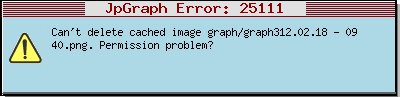 JpGraph Error: 25111
Can't delete cached image graph/graph312.02.18 - 09
40.png. Permission problem?